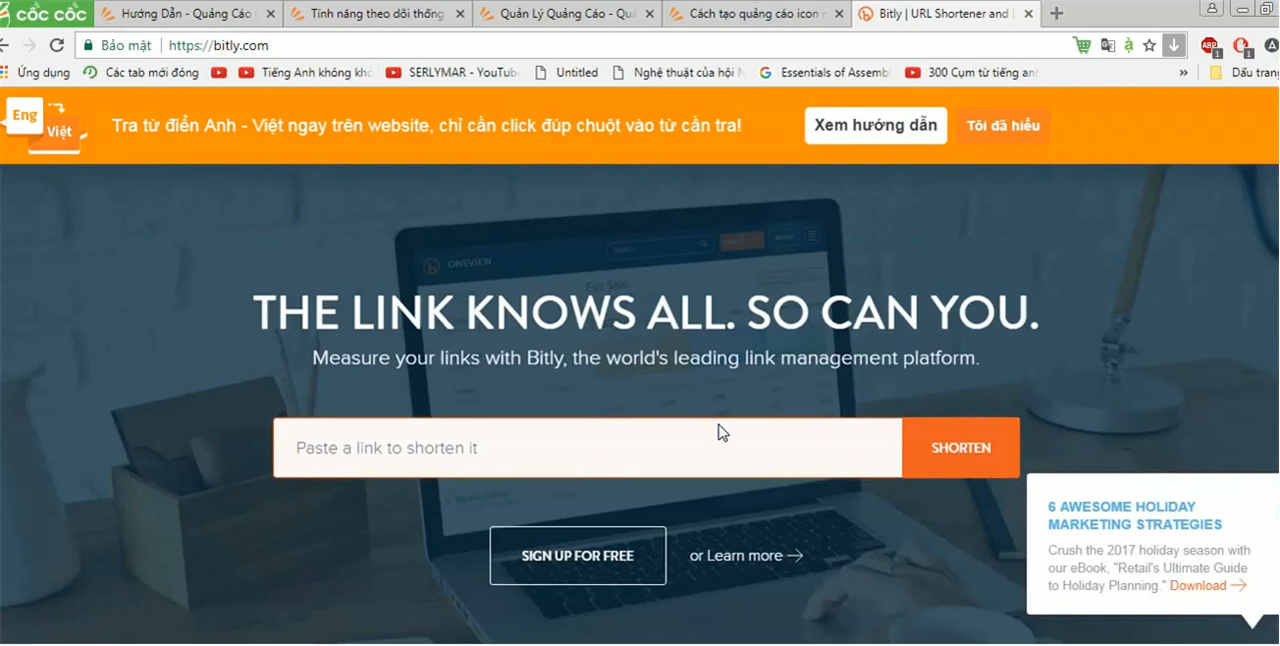 cốc cốc
Hướng Dẫn - Quảng Cáo
Tính năng theo dõi thống
Quản Lý Quảng Cáo - Qu
Cách tạo quảng cáo icon
Bitly | URL Shortener and
Bảo mật
https://bitly.com
Ứng dụng
Các tab mới đóng
Tiếng Anh không kh
SERLYMAR - YouTub
Untitled
Nghệ thuật của hội
Essentials of Assemb
300 Cụm từ tiếng an
»
Dấu tran
Eng
Việt
Tra từ điển Anh - Việt ngay trên website, chỉ cần click đúp chuột vào từ cần tra!
Xem hướng dẫn
Tôi đã hiểu
ONEVIEW
THE LINK KNOWS ALL. SO CAN YOU.
Measure your links with Bitly, the world's leading link management platform.
Paste a link to shorten it
SHORTEN
SIGN UP FOR FREE
or Learn more →
6 AWESOME HOLIDAY
MARKETING STRATEGIES
Crush the 2017 holiday season with
our eBook, "Retail's Ultimate Guide
to Holiday Planning." Download →